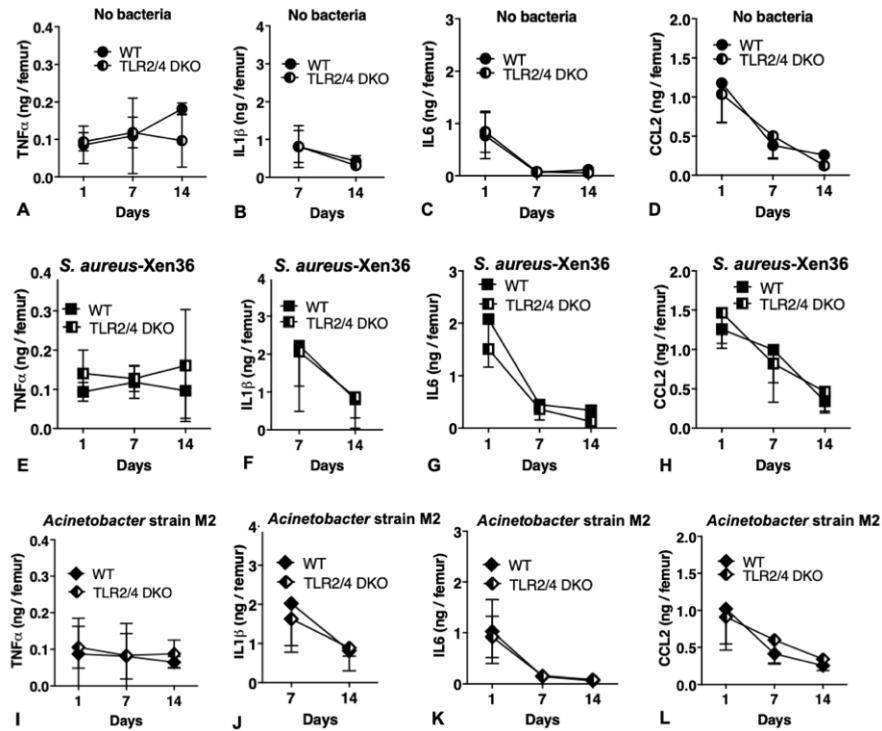 No bacteria
TNFα (ng / femur)
0.4
0.3
0.2
0.1
0.0
WT
TLR2/4 DKO
1 7 14
Days
A
No bacteria
IL1β (ng / femur)
4
3
2
1
0
WT
TLR2/4 DKO
7 14
Days
B
No bacteria
IL6 (ng / femur)
3
2
1
0
WT
TLR2/4 DKO
1 7 14
Days
C
No bacteria
CCL2 (ng / femur)
2.0
1.5
1.0
0.5
0.0
WT
TLR2/4 DKO
1 7 14
Days
D
S. aureus-Xen36
TNFα (ng / femur)
0.4
0.3
0.2
0.1
0.0
WT
TLR2/4 DKO
1 7 14
Days
E
S. aureus-Xen36
IL1β (ng / femur)
4
3
2
1
0
WT
TLR2/4 DKO
7 14
Days
F
S. aureus-Xen36
IL6 (ng / femur)
3
2
1
0
WT
TLR2/4 DKO
1 7 14
Days
G
S. aureus-Xen36
CCL2 (ng / femur)
2.0
1.5
1.0
0.5
0.0
WT
TLR2/4 DKO
1 7 14
Days
H
Acinetobacter strain M2
TNFα (ng / femur)
0.4
0.3
0.2
0.1
0.0
WT
TLR2/4 DKO
1 7 14
Days
I
Acinetobacter strain M2
IL1β (ng / femur)
4
3
2
1
0
WT
TLR2/4 DKO
7 14
Days
J
Acinetobacter strain M2
IL6 (ng / femur)
3
2
1
0
WT
TLR2/4 DKO
1 7 14
Days
K
Acinetobacter strain M2
CCL2 (ng / femur)
2.0
1.5
1.0
0.5
0.0
WT
TLR2/4 DKO
1 7 14
Days
L